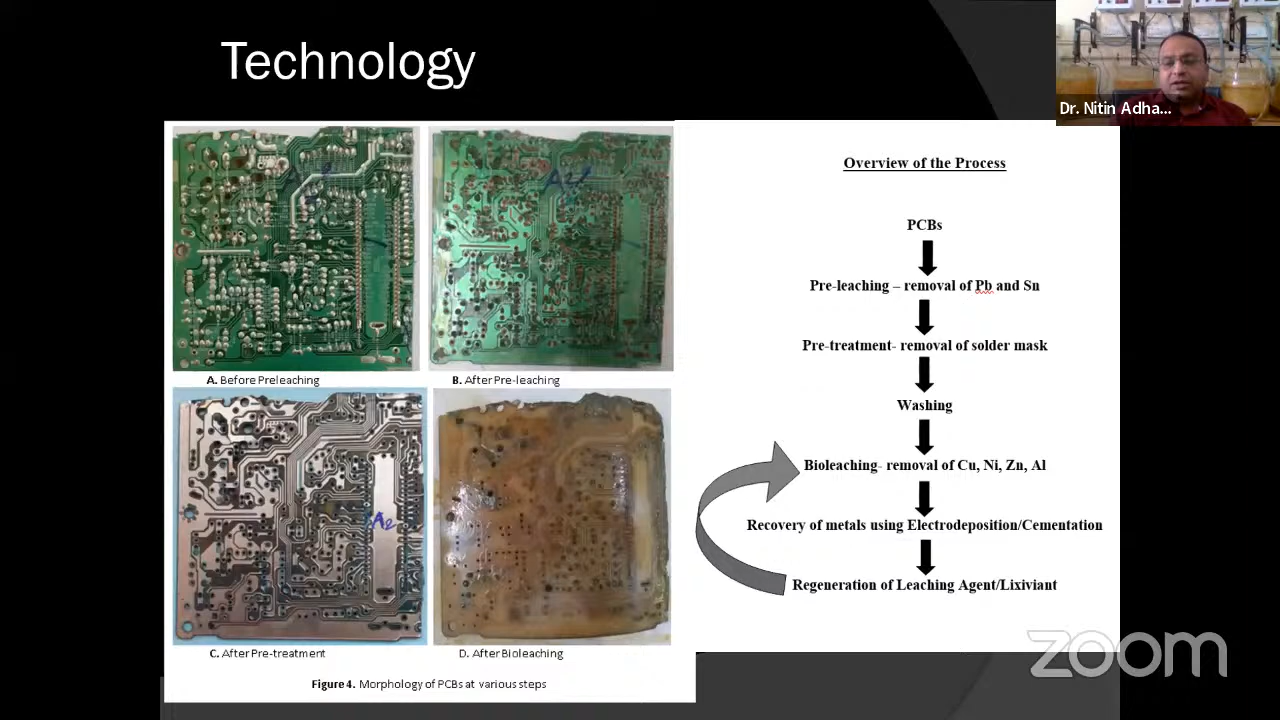 Technology
Dr. Nitin Adha...
A. Before Preleaching
B. After Pre-leaching
A2
C. After Pre-treatment
D. After Bioleaching
Figure 4. Morphology of PCBs at various steps
Overview of the Process
PCBs
Pre-leaching – removal of Pb and Sn
Pre-treatment- removal of solder mask
Washing
Bioleaching- removal of Cu, Ni, Zn, Al
Recovery of metals using Electrodeposition/Cementation
Regeneration of Leaching Agent/Lixiviant
zoom